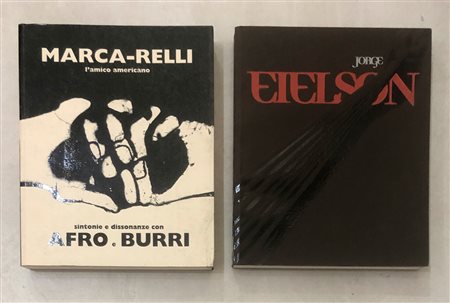 MARCA-RELLI
l'amico americano
sintonie e dissonanze con
AFRO e BURRI
JORGE
EIELSON